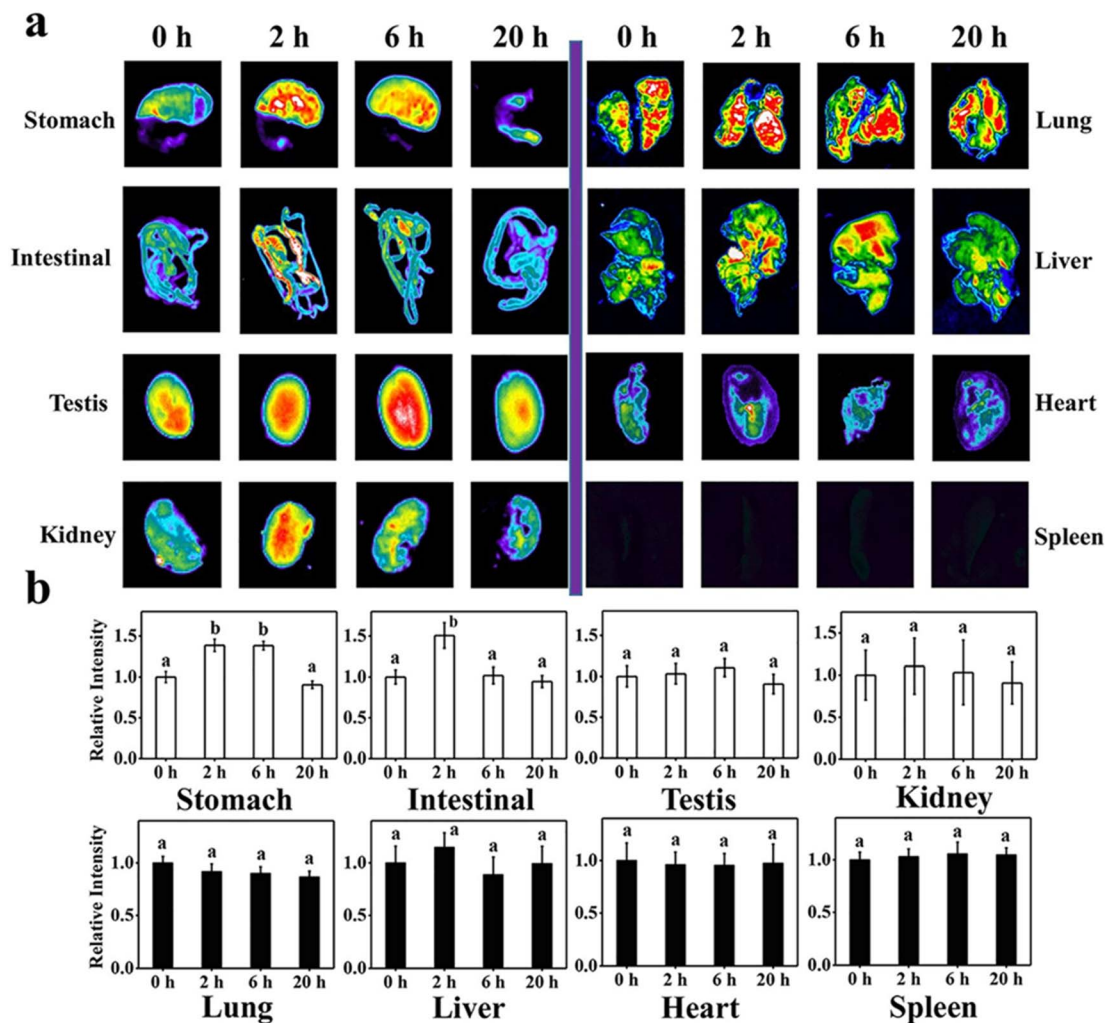 a
0 h 2 h 6 h 20 h 0 h 2 h 6 h 20 h
Stomach Lung
Intestinal Liver
Testis Heart
Kidney Spleen
b
Relative Intensity
1.5
1.0
0.5
0.0
a b b a
0 h 2 h 6 h 20 h
Stomach
1.5
1.0
0.5
0.0
a b a a
0 h 2 h 6 h 20 h
Intestinal
1.5
1.0
0.5
0.0
a a a a
0 h 2 h 6 h 20 h
Testis
1.5
1.0
0.5
0.0
a a a a
0 h 2 h 6 h 20 h
Kidney
Relative Intensity
1.0
0.5
0.0
a a a a
0 h 2 h 6 h 20 h
Lung
1.0
0.5
0.0
a a a a
0 h 2 h 6 h 20 h
Liver
1.0
0.5
0.0
a a a a
0 h 2 h 6 h 20 h
Heart
1.0
0.5
0.0
a a a a
0 h 2 h 6 h 20 h
Spleen